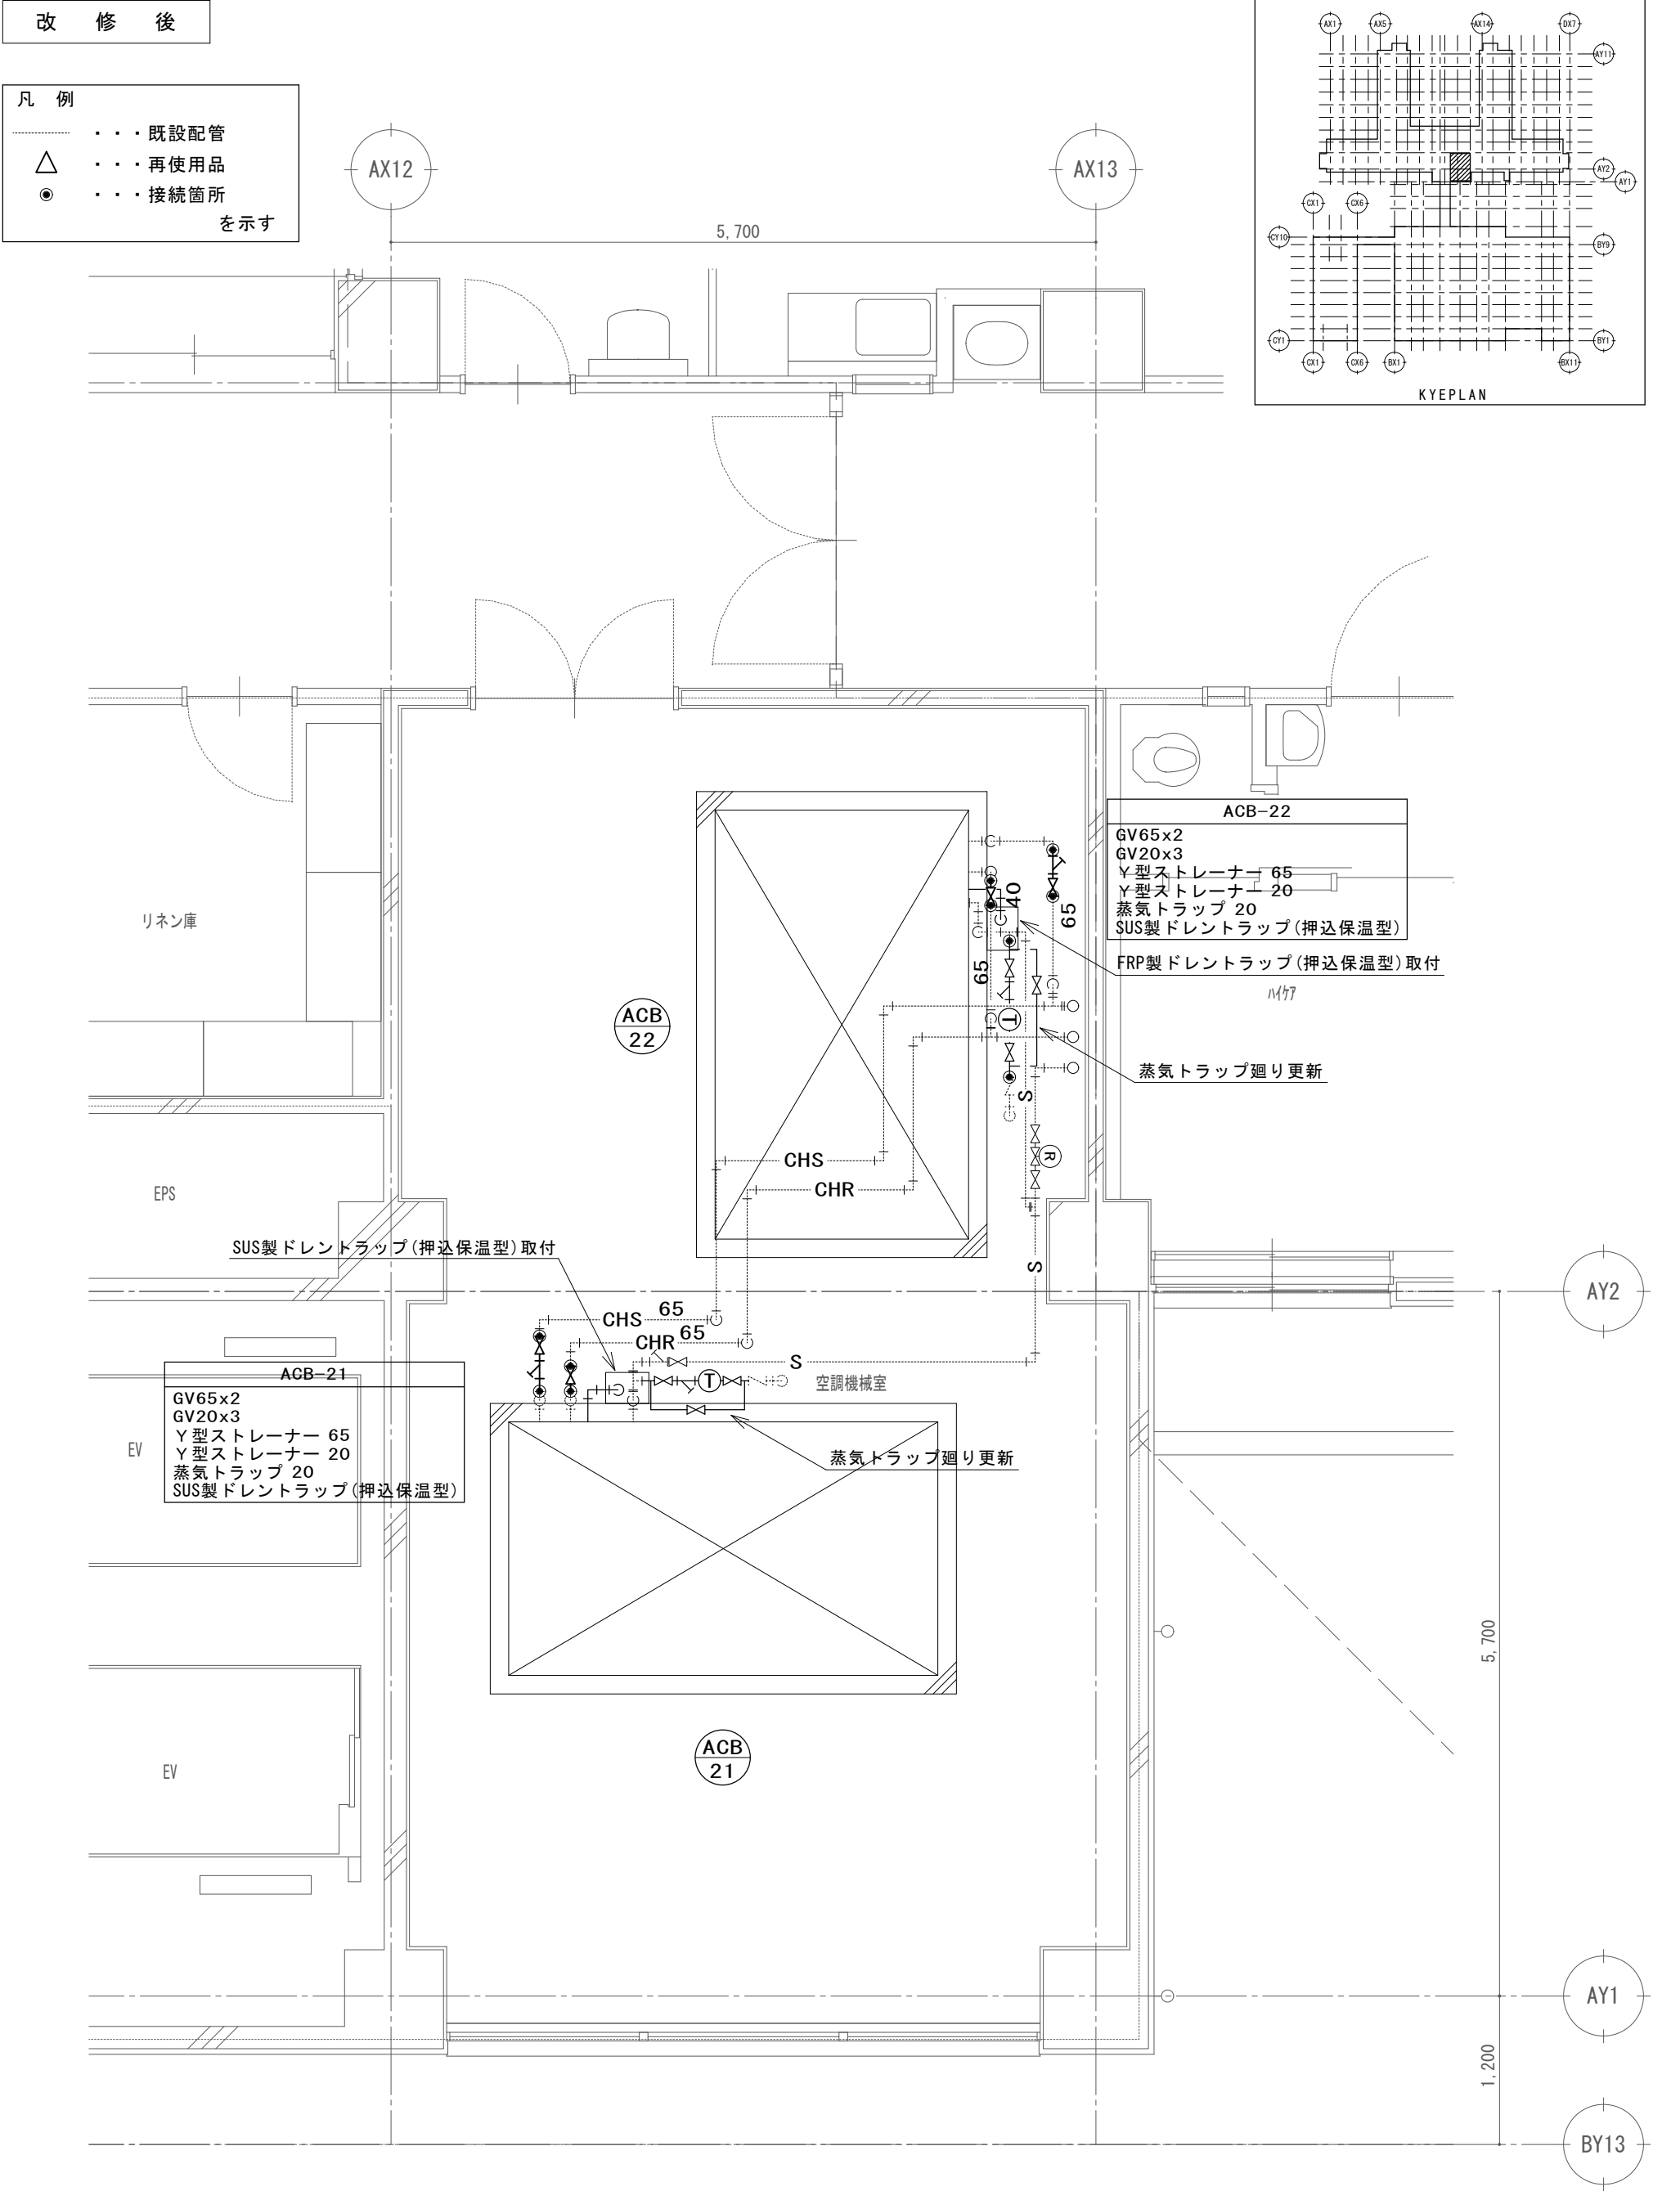 改 修 後
凡 例
・・・既設配管
・・・再使用品
・・・接続箇所
を示す
AX1
AX5
AX14
DX7
AY11
AY2
AY1
CX1
CX6
CY10
BY9
CY1
BY1
CX1
CX6
BX1
BX11
KYEPLAN
AX12
AX13
5,700
ACB-22
GV65x2
GV20x3
Y型ストレーナー 65
Y型ストレーナー 20
蒸気トラップ 20
SUS製ドレントラップ(押込保温型)
FRP製ドレントラップ(押込保温型)取付
ハイケア
蒸気トラップ廻り更新
リネン庫
40
65
65
T
S
R
S
ACB
22
CHS
CHR
EPS
SUS製ドレントラップ(押込保温型)取付
AY2
CHS 65
CHR 65
S
T
空調機械室
ACB-21
GV65x2
GV20x3
Y型ストレーナー 65
Y型ストレーナー 20
蒸気トラップ 20
SUS製ドレントラップ(押込保温型)
EV
蒸気トラップ廻り更新
5,700
ACB
21
EV
AY1
1,200
BY13